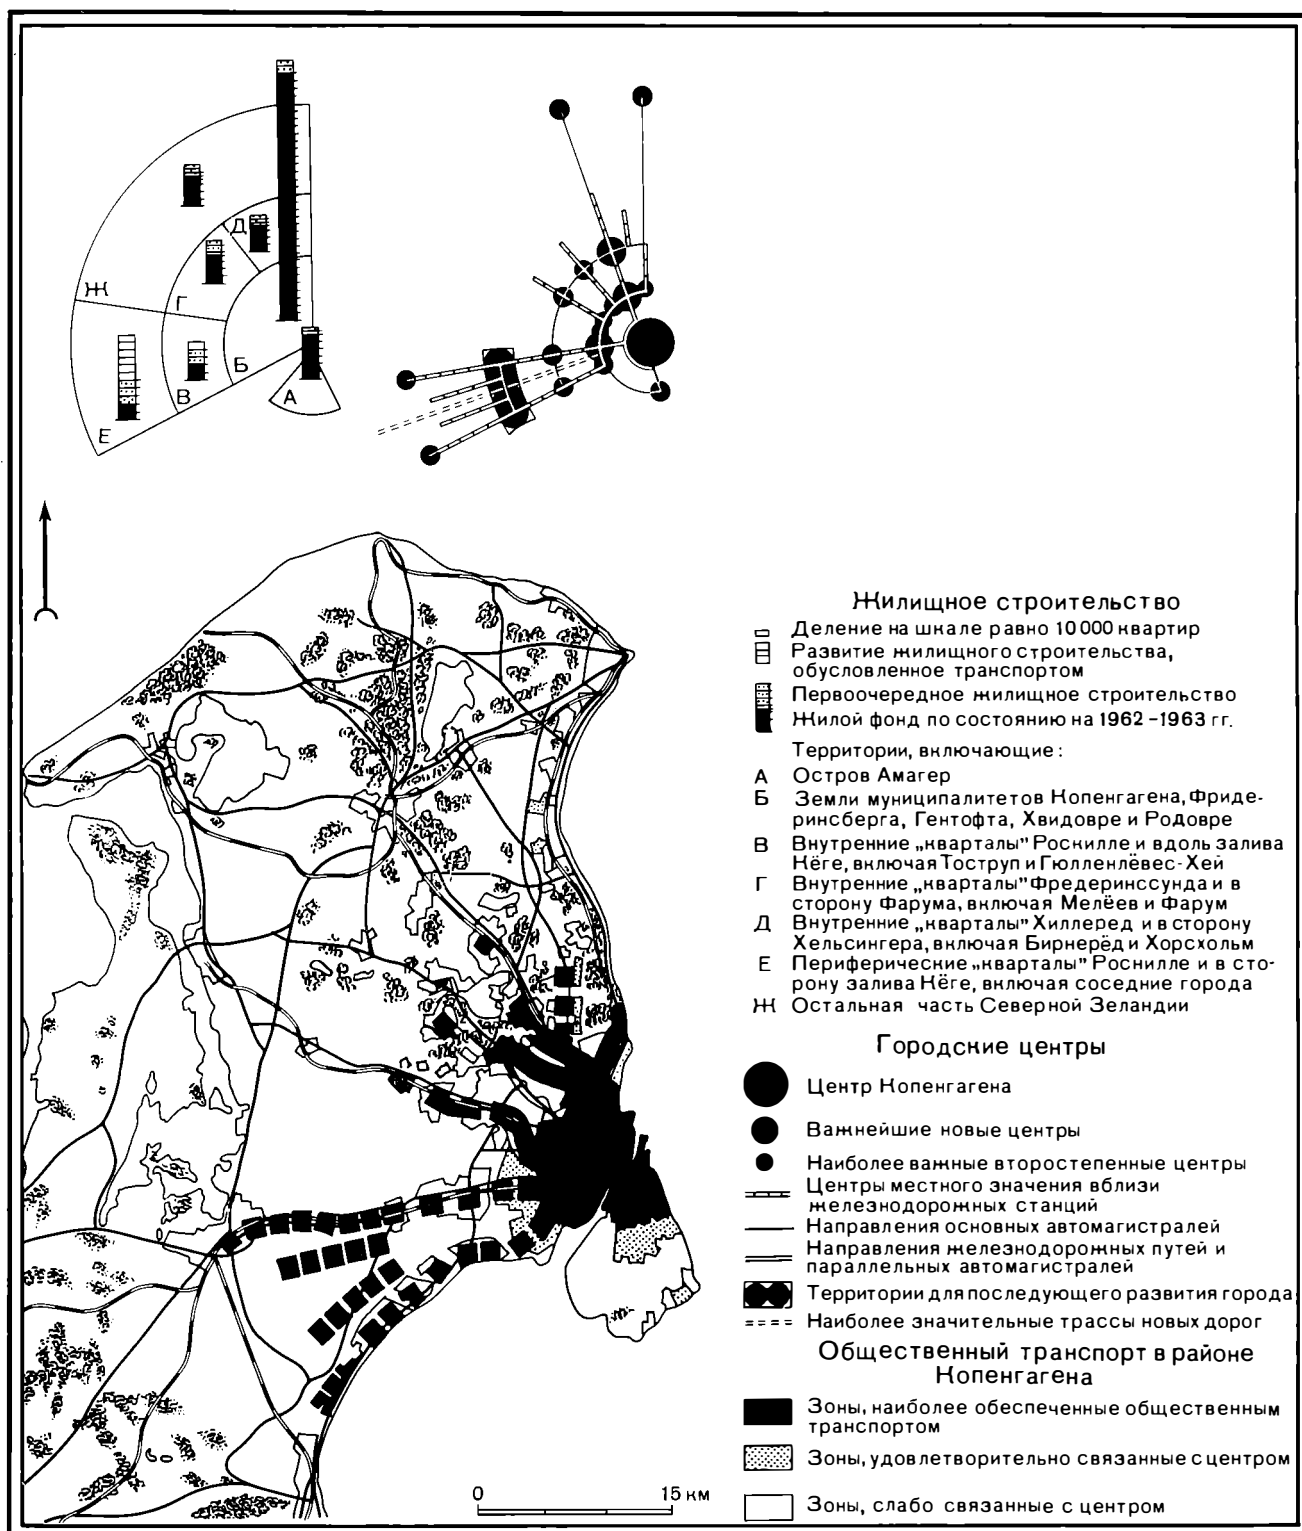 Д
Ж
Г
Б
В
А
Е
Жилищное строительство
Деление на шкале равно 10 000 квартир
Развитие жилищного строительства,
обусловленное транспортом
Первоочередное жилищное строительство
Жилой фонд по состоянию на 1962–1963 гг.
Территории, включающие:
А Остров Амагер
Б Земли муниципалитетов Копенгагена, Фриде-
ринсберга, Гентофта, Хвидовре и Родовре
В Внутренние „кварталы" Роскилле и вдоль залива
Кёге, включая Тоструп и Гюлленлёвес-Хей
Г Внутренние „кварталы" Фредеринссунда и в
сторону Фарума, включая Мелёев и Фарум
Д Внутренние „кварталы" Хиллеред и в сторону
Хельсингера, включая Бирнерёд и Хорсхольм
Е Периферические „кварталы" Роскилле и в сто-
рону залива Кёге, включая соседние города
Ж Остальная часть Северной Зеландии
Городские центры
Центр Копенгагена
Важнейшие новые центры
Наиболее важные второстепенные центры
Центры местного значения вблизи
железнодорожных станций
Направления основных автомагистралей
Направления железнодорожных путей и
параллельных автомагистралей
Территории для последующего развития города
Наиболее значительные трассы новых дорог
Общественный транспорт в районе
Копенгагена
Зоны, наиболее обеспеченные общественным
транспортом
Зоны, удовлетворительно связанные с центром
Зоны, слабо связанные с центром
0 15 км